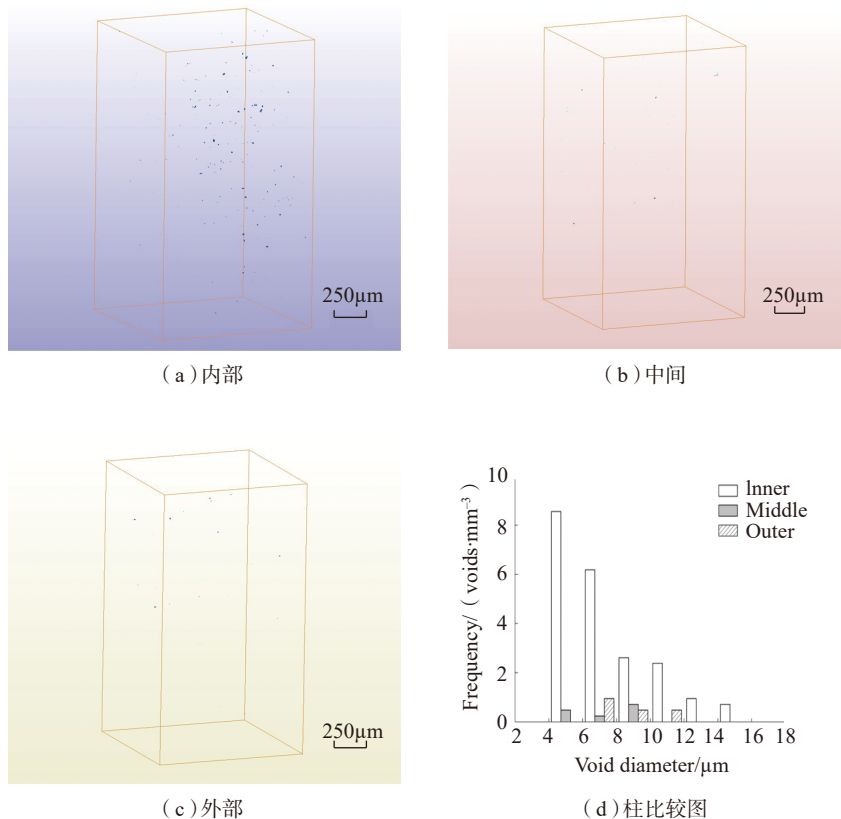 250μm
250μm
(a)内部
(b)中间
250μm
(c)外部
10
8
6
4
2
0
Frequency/(voids·mm⁻³)
Inner
Middle
Outer
2 4 6 8 10 12 14 16 18
Void diameter/μm
(d)柱比较图